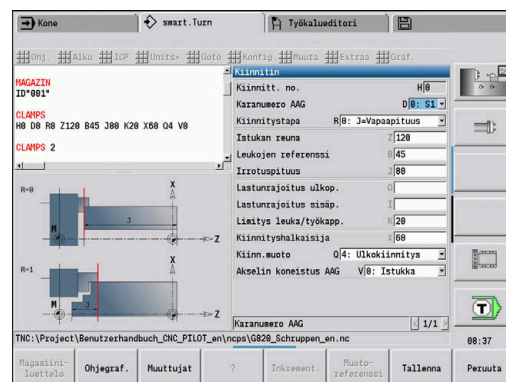 Kone smart.Turn Työkalueditori
Ohj. Alku ICP Units» Goto Konfig Muuta Extraa Graf.
MAGAZIN
ID"001"
CLAMPS
H0 D0 R0 Z120 B45 J80 K20 X60 Q4 V0
CLAMPS 2
Kiinnitin
Kiinnitt. no. H 0
Karanumero AAG D 0: S1
Kiinnitystapa R 0: J=Vapaapituus
Istukan reuna Z 120
Leukojen referenssi B 45
Irrotuspituus J 80
Lastunrajoitus ulkop. O
Lastunrajoitus sisäp. I
Limitys leuka/työkapp. K 20
Kiinnityshalkaisija X 60
Kiinn.muoto Q 4: Ulkokiinnitys
Akselin koneistus AAG V 0: Istukka
R=0
X
J
M
Z
R=1
X
M
J
Z
Karanumero AAG 1/1
TNC:\Project\Benutzerhandbuch_CNC_PILOT_en\ncps\G820_Schruppen_en.nc
T
08:37
Magasiini-luettelo Ohjegraf. Muuttujat ? Inkrement. Muoto-referenssi Tallenna Peruuta